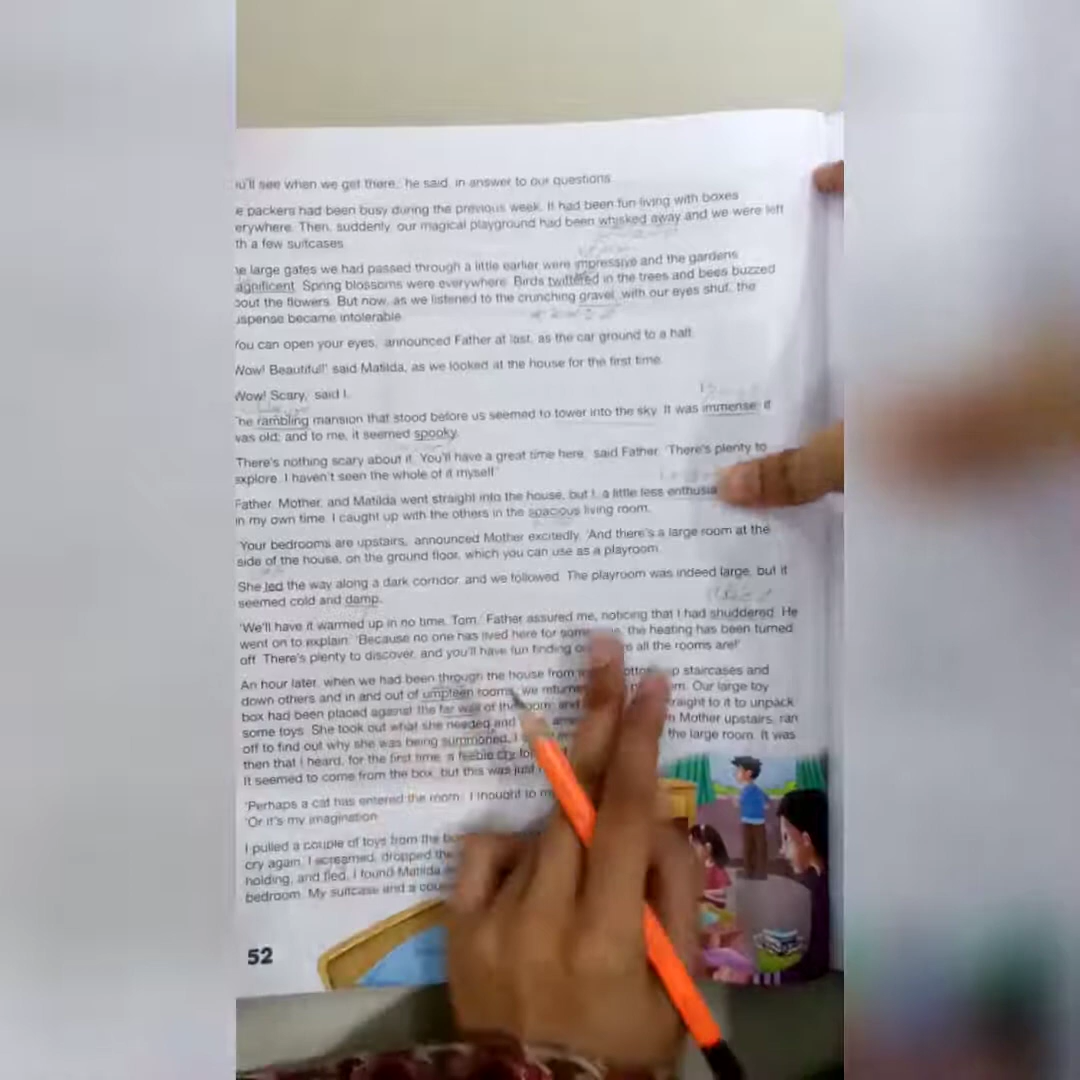 u'll see when we get there,' he said, in answer to our questions.
e packers had been busy during the previous week. It had been fun living with boxes
erywhere. Then, suddenly, our magical playground had been whisked away and we were left
th a few suitcases.
e large gates we had passed through a little earlier were impressive and the gardens
agnificent. Spring blossoms were everywhere. Birds twittered in the trees and bees buzzed
out the flowers. But now, as we listened to the crunching gravel, with our eyes shut, the
uspense became intolerable.
You can open your eyes,' announced Father at last, as the car ground to a halt.
Wow! Beautiful!' said Matilda, as we looked at the house for the first time.
Wow! Scary,' said I.
The rambling mansion that stood before us seemed to tower into the sky. It was immense; it
was old; and to me, it seemed spooky.
There's nothing scary about it. You'll have a great time here,' said Father. 'There's plenty to
explore. I haven't seen the whole of it myself.'
Father, Mother, and Matilda went straight into the house, but I, a little less enthusia
in my own time. I caught up with the others in the spacious living room.
'Your bedrooms are upstairs,' announced Mother excitedly. 'And there's a large room at the
side of the house, on the ground floor, which you can use as a playroom.'
She led the way along a dark corridor, and we followed. The playroom was indeed large, but it
seemed cold and damp.
'We'll have it warmed up in no time, Tom,' Father assured me, noticing that I had shuddered. He
went on to explain, 'Because no one has lived here for some the heating has been turned
off. There's plenty to discover, and you'll have fun finding all the rooms are!'
An hour later, when we had been through the house from up staircases and
down others and in and out of umpteen rooms, we Our large toy
box had been placed against the far wall of the room, and straight to it to unpack
some toys. She took out what she needed and Mother upstairs, ran
off to find out why she was being summoned. I the large room. It was
then that I heard, for the first time, a feeble cry
It seemed to come from the box, but this was just
'Perhaps a cat has entered the room,' I thought to
'Or it's my imagination.'
I pulled a couple of toys from the
cry again. I screamed, dropped the
holding, and fled. I found Matilda
bedroom. My suitcase and a
52